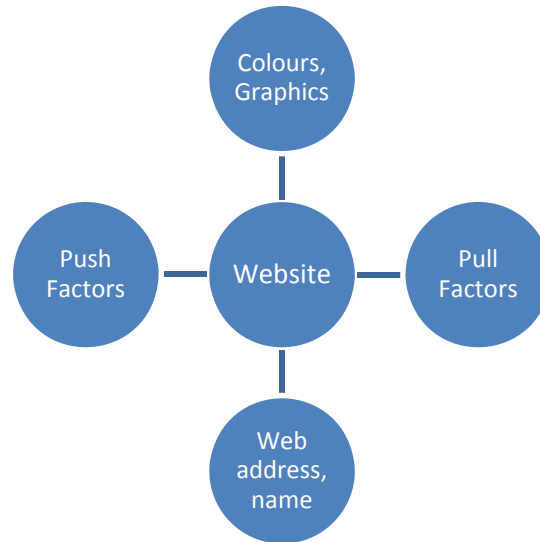 Colours,
Graphics
Push
Factors
Website
Pull
Factors
Web
address,
name